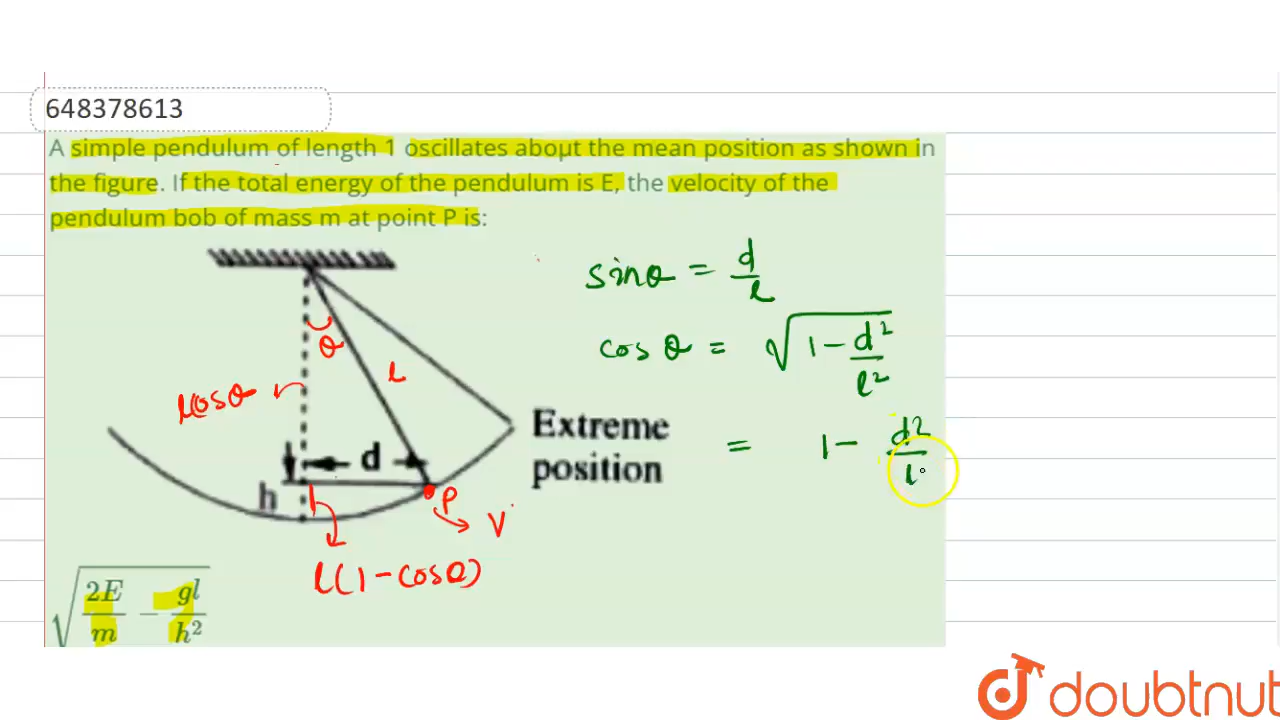 648378613
A simple pendulum of length 1 oscillates about the mean position as shown in
the figure. If the total energy of the pendulum is E, the velocity of the
pendulum bob of mass m at point P is:
sinθ = d/l
θ
cos θ = √(1 - d²/l²)
l
lcosθ
Extreme
position
= 1 - d²/l
d
h
P
V
l(1-cosθ)
√(2E/m - gl/h²)
doubtnut